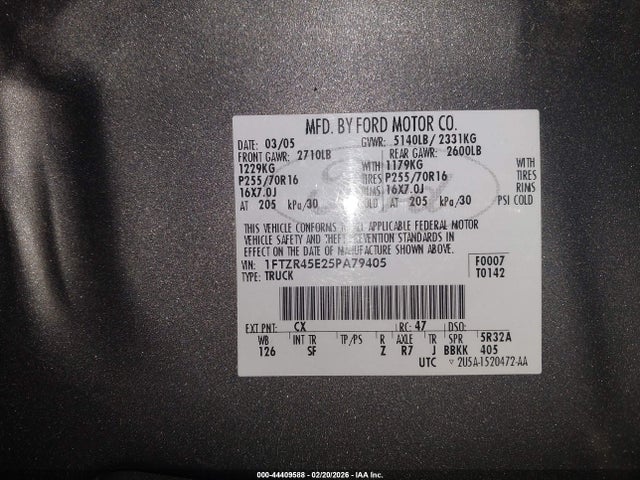 MFD. BY FORD MOTOR CO.
DATE: 03/05 GVWR: 5140LB/ 2331KG
FRONT GAWR: 2710LB REAR GAWR: 2600LB
1229KG WITH 1179KG WITH
P255/70R16 TIRES P255/70R16 TIRES
16X7.0J RIMS 16X7.0J RINS
AT 205 kPa/30 COLD AT 205 kPa/30 PSI COLD
THIS VEHICLE CONFORMS APPLICABLE FEDERAL MOTOR
VEHICLE SAFETY AND THEFT PREVENTION STANDARDS IN
EFFECT ON THE DATE OF MANUFACTURE SHOWN ABOVE.
VIN: 1FTZR45E25PA79405 F0007
TYPE: TRUCK T0142
EXT PNT: CX RC: 47 DSO:
WB INT TR TP/PS R AXLE TR SPR 5R32A
126 SF Z R7 J BBKK 405
UTC ▽ 2U5A-1520472-AA
000-44409588 - 02/20/2026 - IAA Inc.